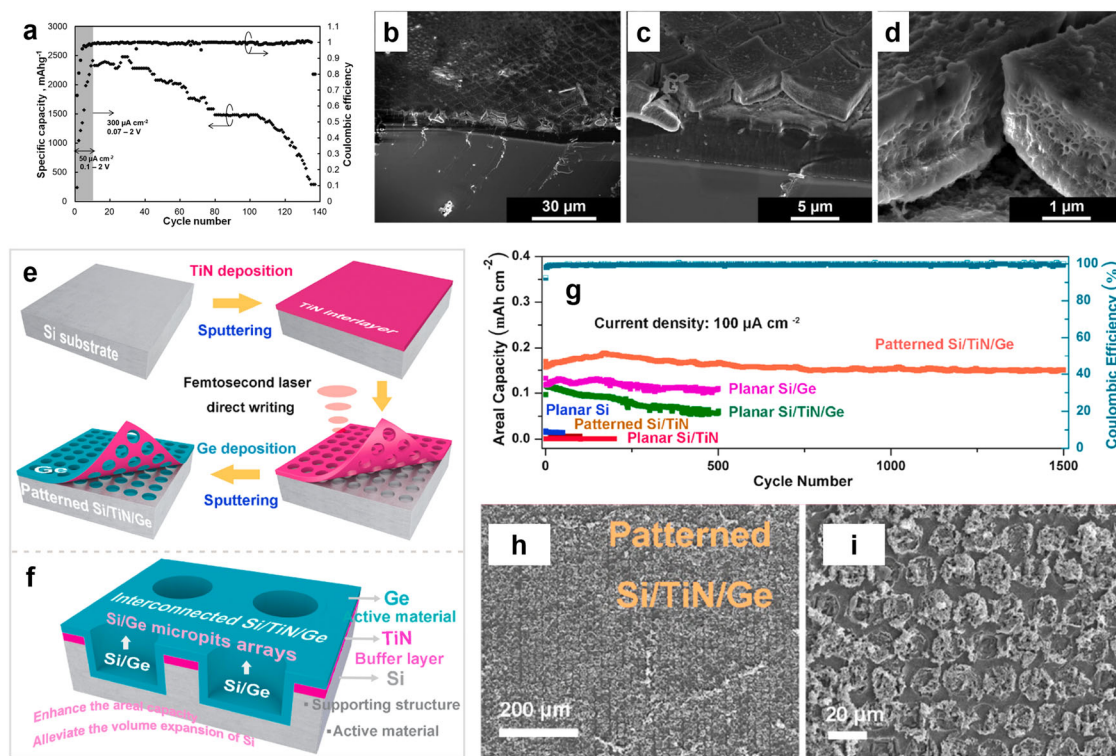 a
Specific capacity , mAhg⁻¹
3000
2500
2000
1500
1000
500
0
0 20 40 60 80 100 120 140
Cycle number
1.1
1
0.9
0.8
0.7
0.6
0.5
0.4
0.3
0.2
0.1
0
Coulombic efficiency
300 µA cm⁻²
0.07 – 2 V
50 µA cm⁻²
0.1 – 2 V
b
30 µm
c
5 µm
d
1 µm
e
TiN deposition
Sputtering
Si substrate
TiN interlayer
Femtosecond laser
direct writing
Ge deposition
Sputtering
Ge
Patterned Si/TiN/Ge
f
Interconnected Si/TiN/Ge
Si/Ge micropits arrays
Si/Ge
Si/Ge
Ge
Active material
TiN
Buffer layer
Si
Supporting structure
Active material
Enhance the areal capacity
Alleviate the volume expansion of Si
g
Areal Capacity (mAh cm⁻²)
0.4
0.3
0.2
0.1
0.0
0 500 1000 1500
Cycle Number
100
80
60
40
20
0
Coulombic Efficiency (%)
Current density: 100 µA cm⁻²
Patterned Si/TiN/Ge
Planar Si/Ge
Planar Si/TiN/Ge
Planar Si
Patterned Si/TiN
Planar Si/TiN
h
Patterned
Si/TiN/Ge
200 µm
i
20 µm